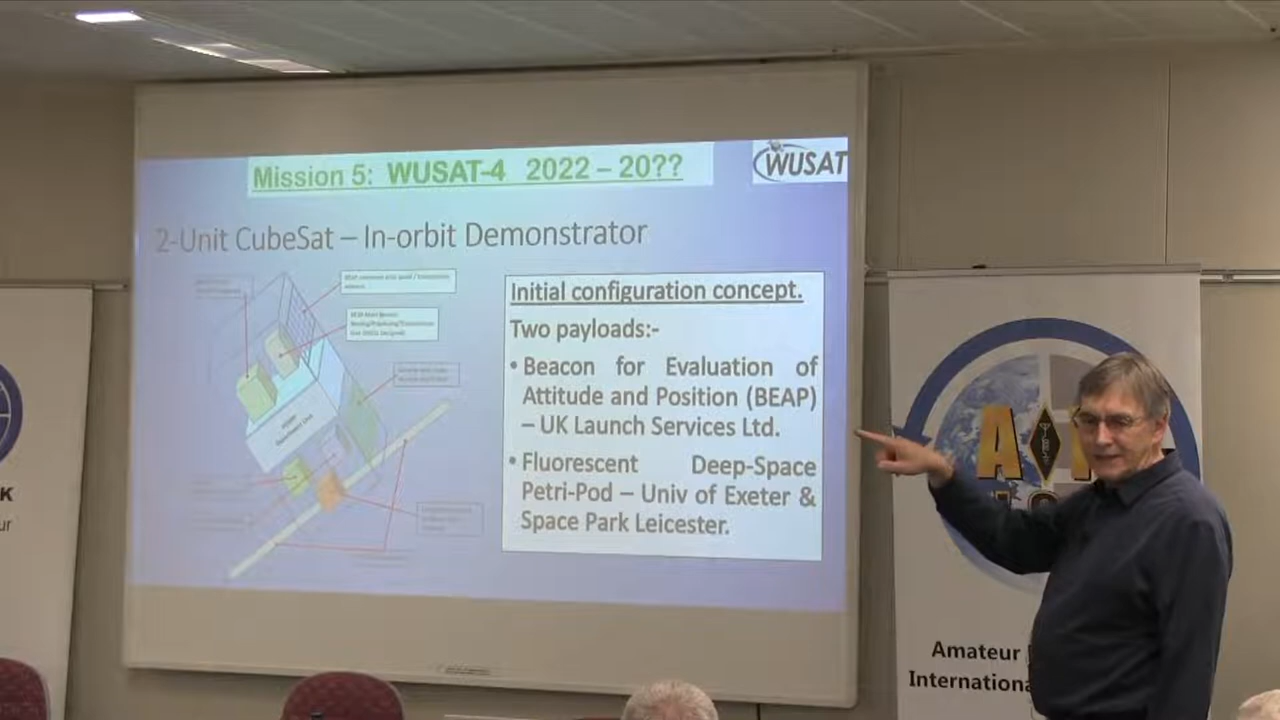 Mission 5: WUSAT-4 2022 – 20??
WUSAT
2-Unit CubeSat – In-orbit Demonstrator
Initial configuration concept.
Two payloads:-
• Beacon for Evaluation of
Attitude and Position (BEAP)
– UK Launch Services Ltd.
• Fluorescent Deep-Space
Petri-Pod – Univ of Exeter &
Space Park Leicester.
K
ur
A
Amateur
Internationa